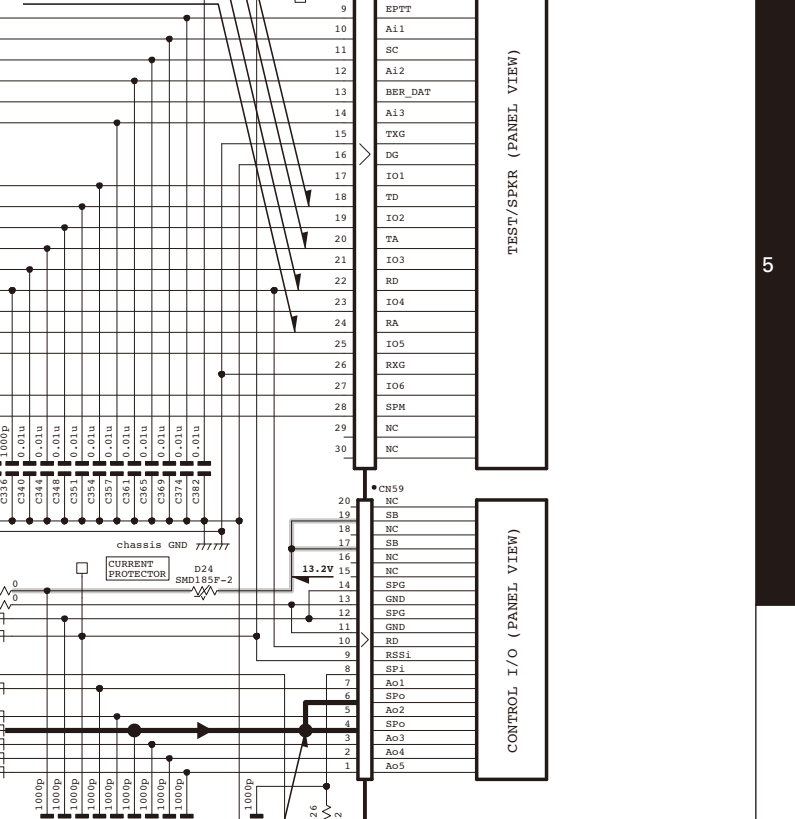 9 EPTT
10 Ai1
11 SC
12 Ai2
13 BER_DAT
14 Ai3
15 TXG
16 DG
17 IO1
18 TD
19 IO2
20 TA
21 IO3
22 RD
23 IO4
24 RA
25 IO5
26 RXG
27 IO6
28 SPM
29 NC
30 NC
TEST/SPKR (PANEL VIEW)
5
1000p 0.01u 0.01u 0.01u 0.01u 0.01u 0.01u 0.01u 0.01u 0.01u 0.01u 0.01u
C336 C340 C344 C348 C351 C354 C357 C361 C365 C369 C374 C382
CN59
20 NC
19 SB
18 NC
17 SB
16 NC
15 NC
14 SPG
13 GND
12 SPG
11 GND
10 RD
9 RSSi
8 SPi
7 Ao1
6 SPo
5 Ao2
4 SPo
3 Ao3
2 Ao4
1 Ao5
CONTROL I/O (PANEL VIEW)
chassis GND
CURRENT
PROTECTOR
D24
SMD185F-2
13.2V
0
0
1000p 1000p 1000p 1000p 1000p 1000p 1000p 1000p 1000p 1000p
26
2